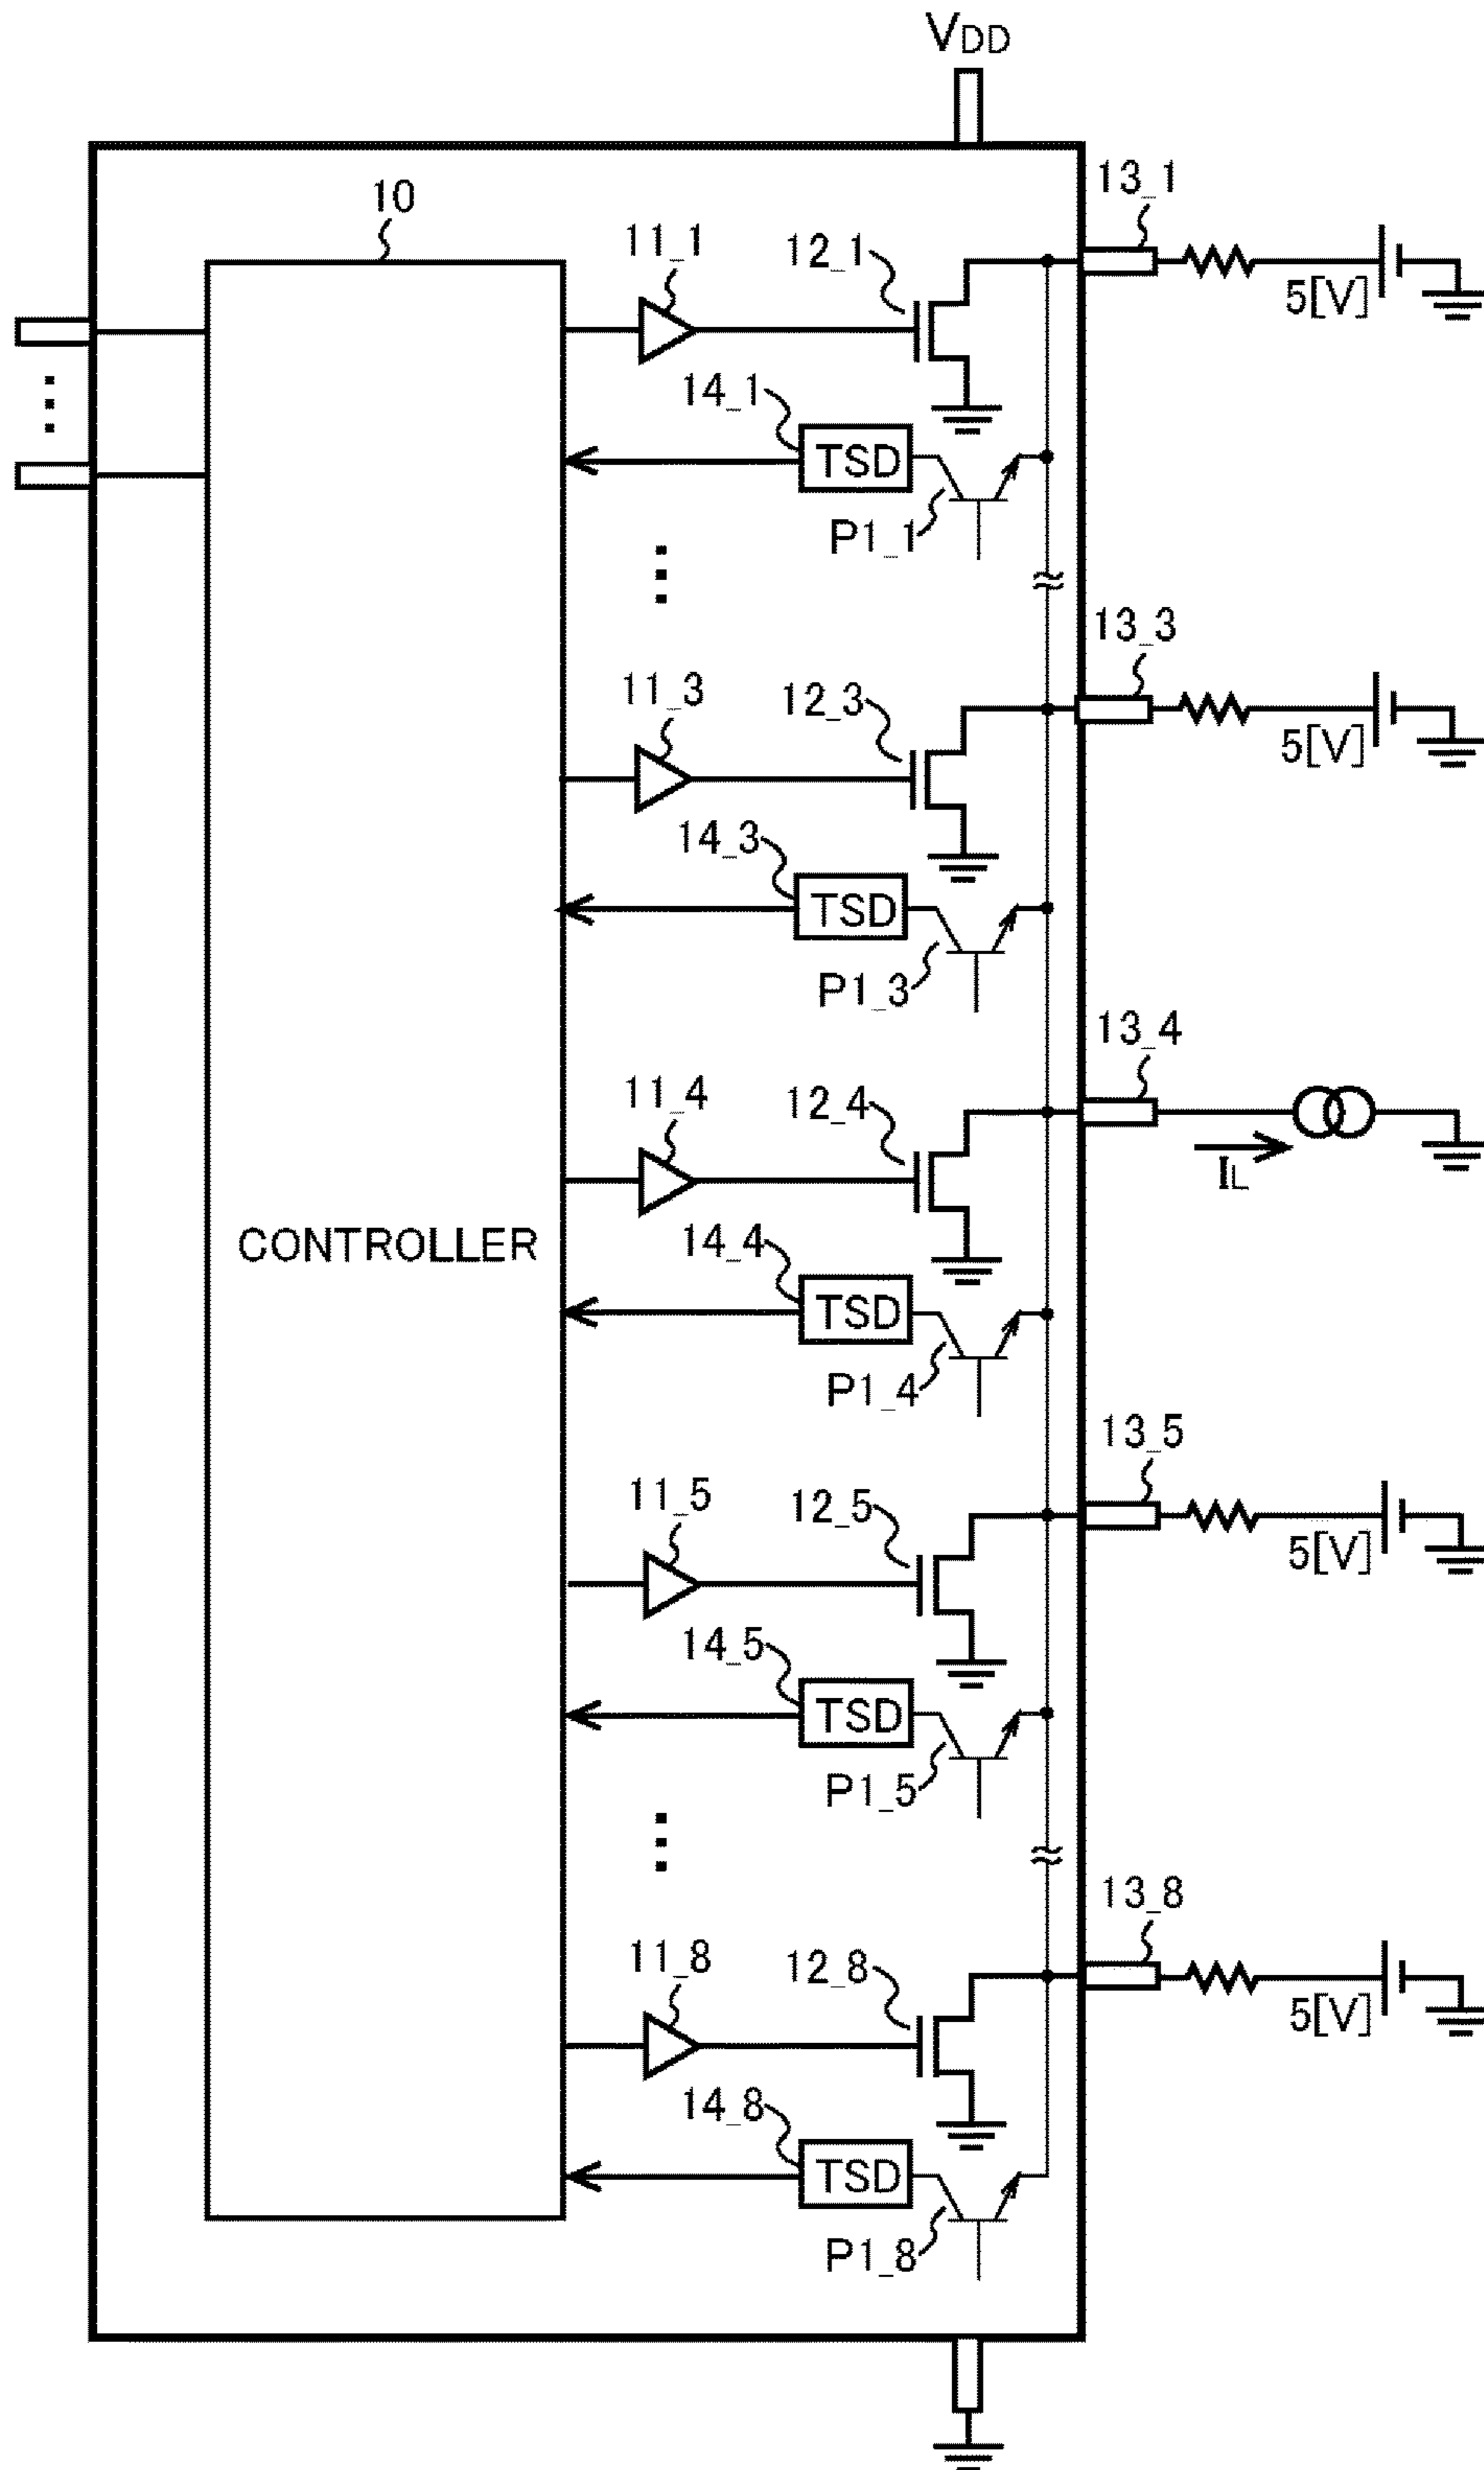 VDD
13_1
10
11_1
12_1
5[V]
14_1
TSD
P1_1
13_3
11_3
12_3
5[V]
14_3
TSD
P1_3
13_4
11_4
12_4
IL
CONTROLLER
14_4
TSD
P1_4
13_5
11_5
12_5
5[V]
14_5
TSD
P1_5
13_8
11_8
12_8
5[V]
14_8
TSD
P1_8